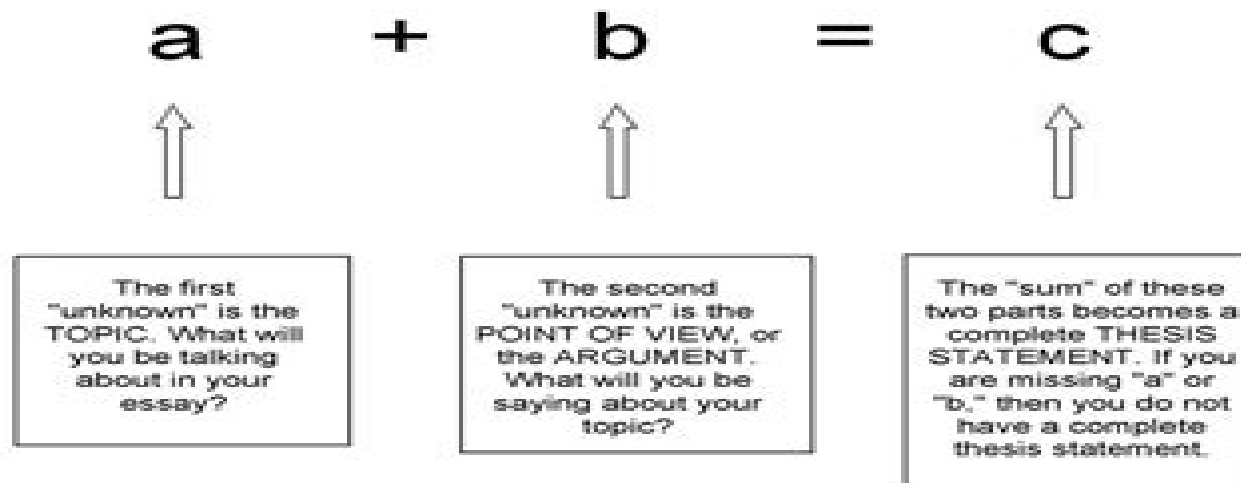 a + b = c
The first
"unknown" is the
TOPIC. What will
you be talking
about in your
essay?
The second
"unknown" is the
POINT OF VIEW, or
the ARGUMENT.
What will you be
saying about your
topic?
The "sum" of these
two parts becomes a
complete THESIS
STATEMENT. If you
are missing "a" or
"b," then you do not
have a complete
thesis statement.